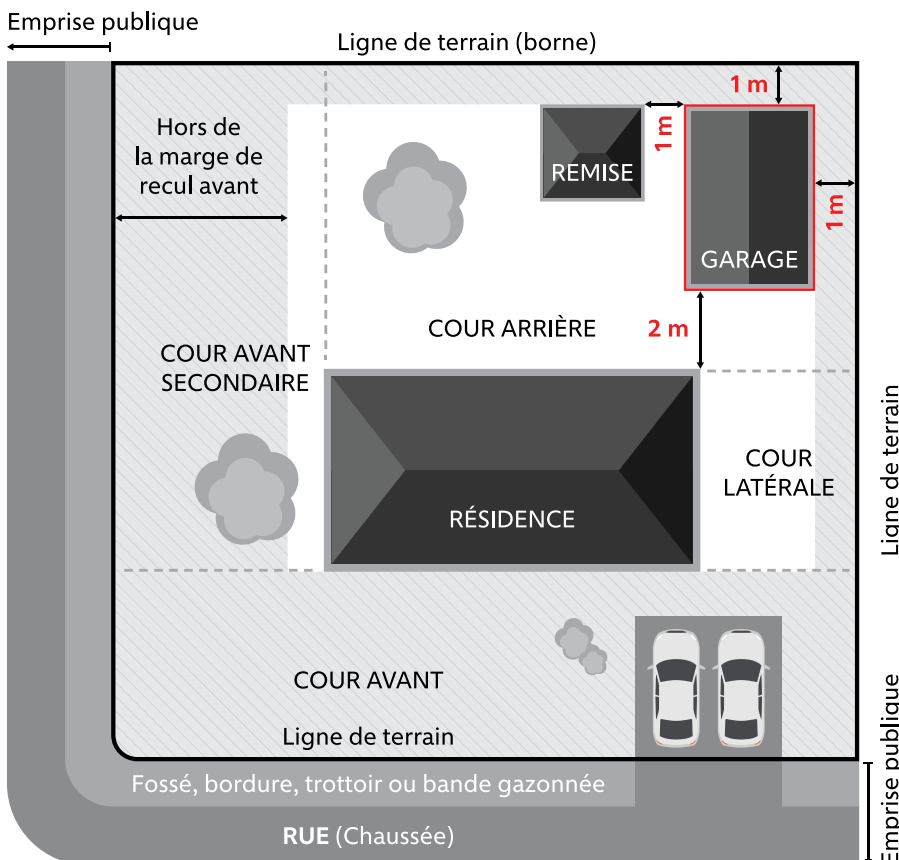 Emprise publique
Ligne de terrain (borne)
1 m
Hors de
la marge de
recul avant
1 m
REMISE
1 m
GARAGE
COUR ARRIÈRE
2 m
COUR AVANT
SECONDAIRE
Ligne de terrain
COUR
LATÉRALE
RÉSIDENCE
COUR AVANT
Ligne de terrain
Emprise publique
Fossé, bordure, trottoir ou bande gazonnée
RUE (Chaussée)